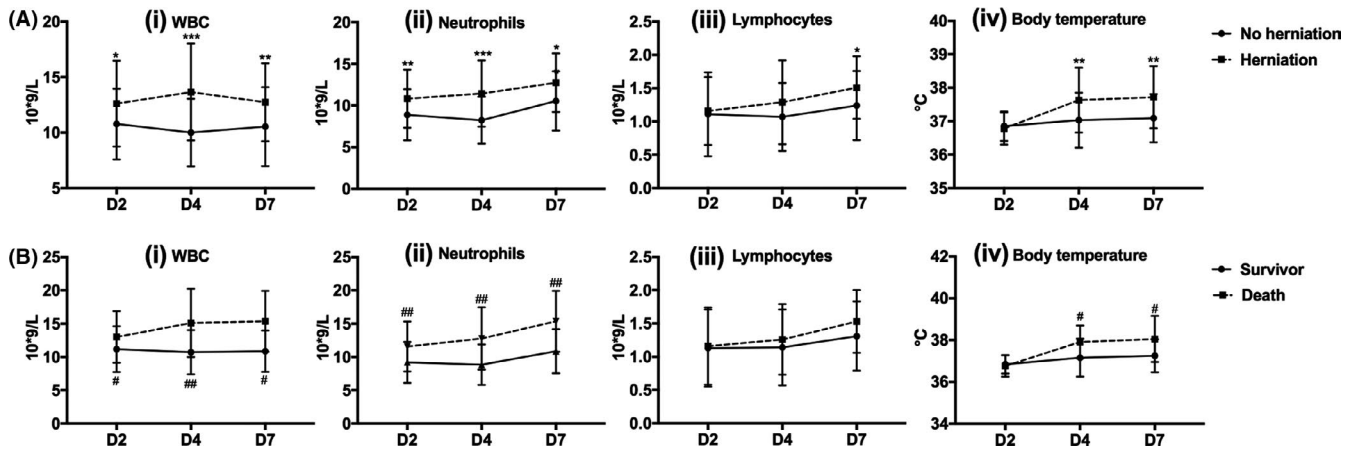 (A)
(i) WBC
10*9/L
20
15
10
5
D2 D4 D7
* *** **
(ii) Neutrophils
10*9/L
20
15
10
5
0
D2 D4 D7
** *** *
(iii) Lymphocytes
10*9/L
2.5
2.0
1.5
1.0
0.5
0.0
D2 D4 D7
*
(iv) Body temperature
°C
40
39
38
37
36
35
D2 D4 D7
** **
No herniation
Herniation
(B)
(i) WBC
10*9/L
25
20
15
10
5
0
D2 D4 D7
# ## #
(ii) Neutrophils
10*9/L
25
20
15
10
5
0
D2 D4 D7
## ## ##
(iii) Lymphocytes
10*9/L
2.5
2.0
1.5
1.0
0.5
0.0
D2 D4 D7
(iv) Body temperature
°C
42
40
38
36
34
D2 D4 D7
# #
Survivor
Death